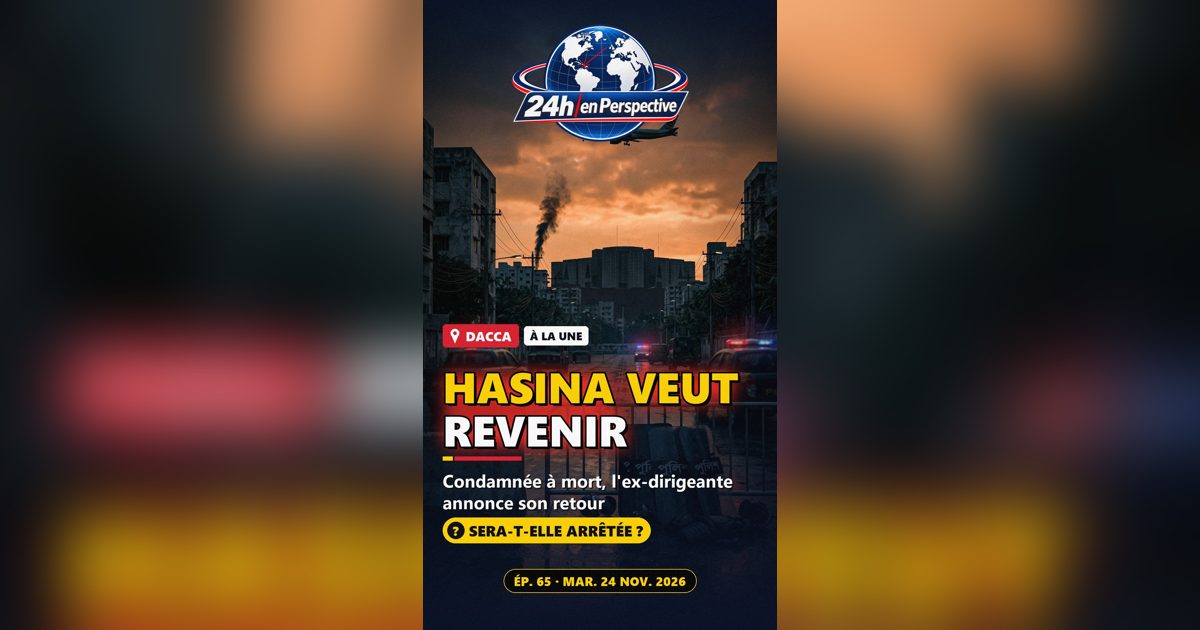 24h/en Perspective
DACCA
À LA UNE
HASINA VEUT
REVENIR
Condamnée à mort, l'ex-dirigeante
annonce son retour
? SERA-T-ELLE ARRÊTÉE ?
ÉP. 65 · MAR. 24 NOV. 2026